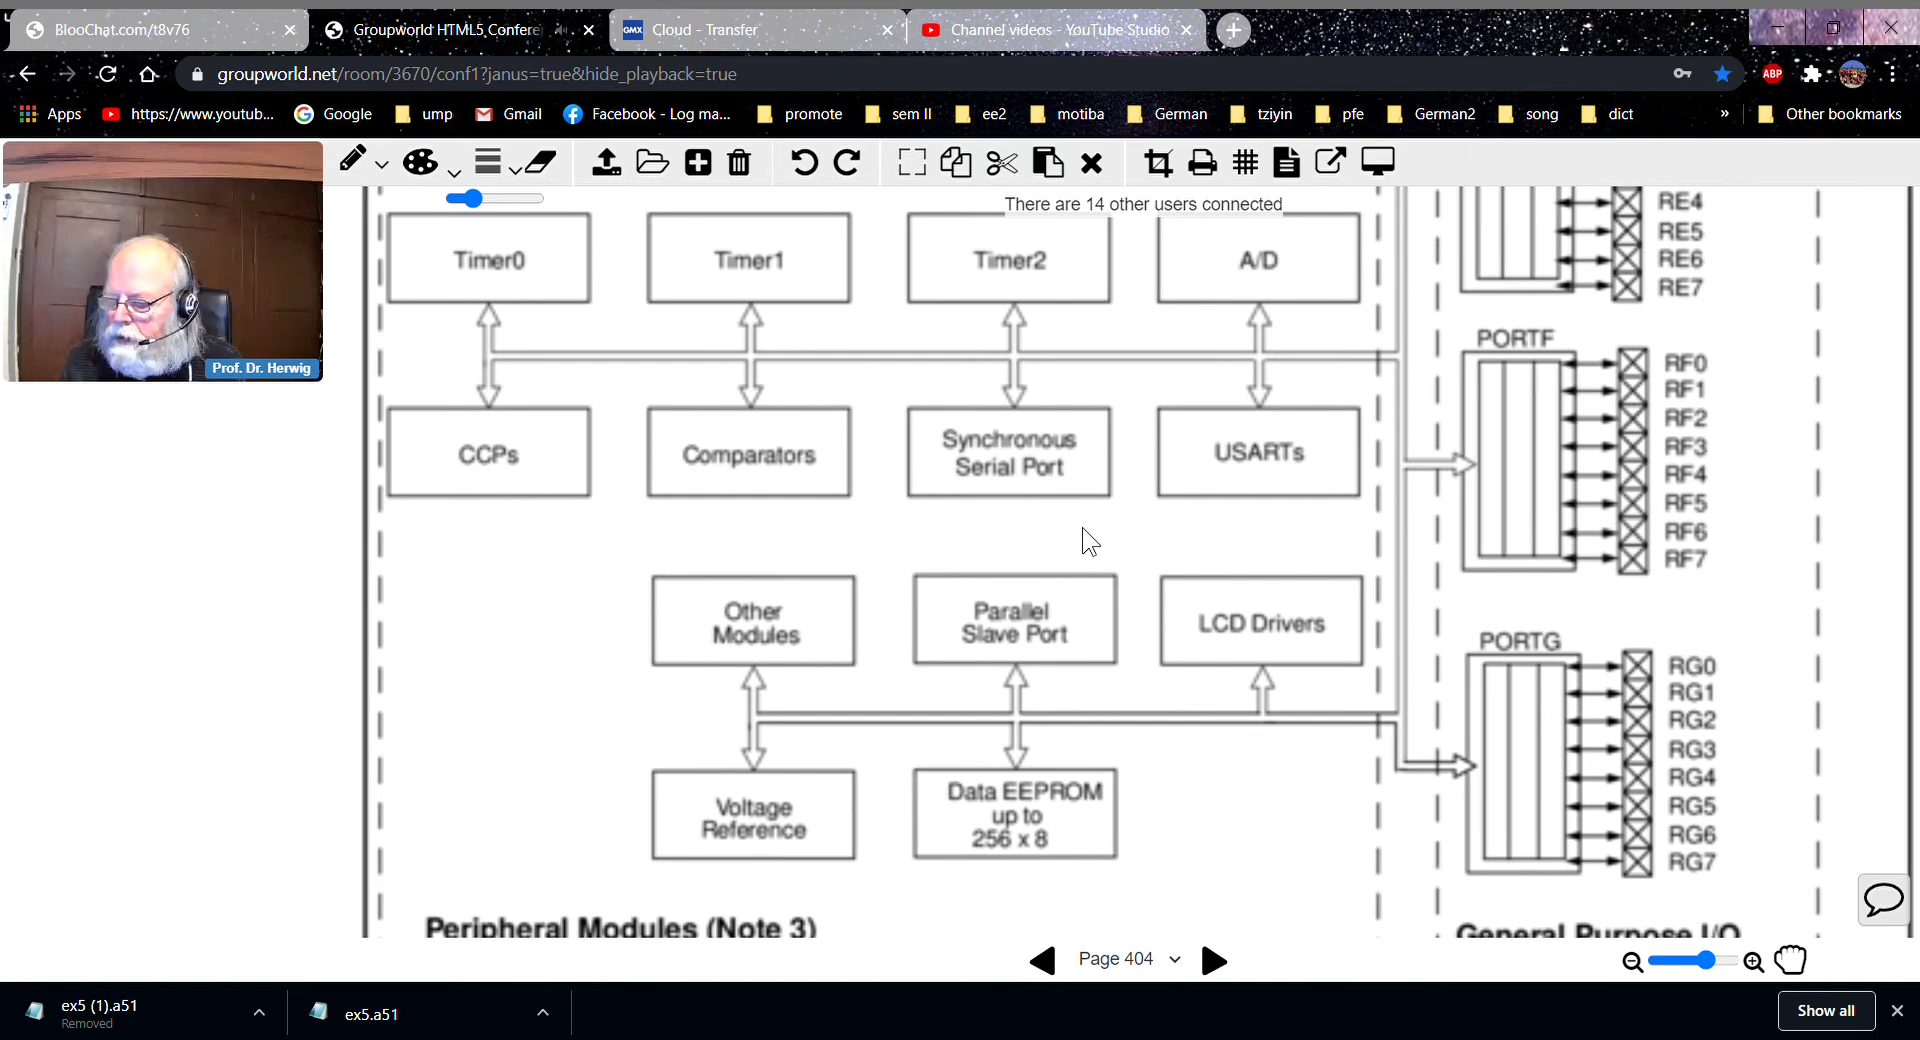 BlooChat.com/t8v76
Groupworld HTML5 Confere
GMX Cloud - Transfer
Channel videos - YouTube Studio
groupworld.net/room/3670/conf1?janus=true&hide_playback=true
ABP
Apps
https://www.youtub...
Google
ump
Gmail
Facebook - Log ma...
promote
sem II
ee2
motiba
German
tziyin
pfe
German2
song
dict
»
Other bookmarks
There are 14 other users connected
Prof. Dr. Herwig
Timer0
Timer1
Timer2
A/D
CCPs
Comparators
Synchronous
Serial Port
USARTs
Other
Modules
Parallel
Slave Port
LCD Drivers
Voltage
Reference
Data EEPROM
up to
256 x 8
Peripheral Modules (Note 3)
RE4
RE5
RE6
RE7
PORTF
RF0
RF1
RF2
RF3
RF4
RF5
RF6
RF7
PORTG
RG0
RG1
RG2
RG3
RG4
RG5
RG6
RG7
General Purpose I/O
Page 404
ex5 (1).a51
Removed
ex5.a51
Show all